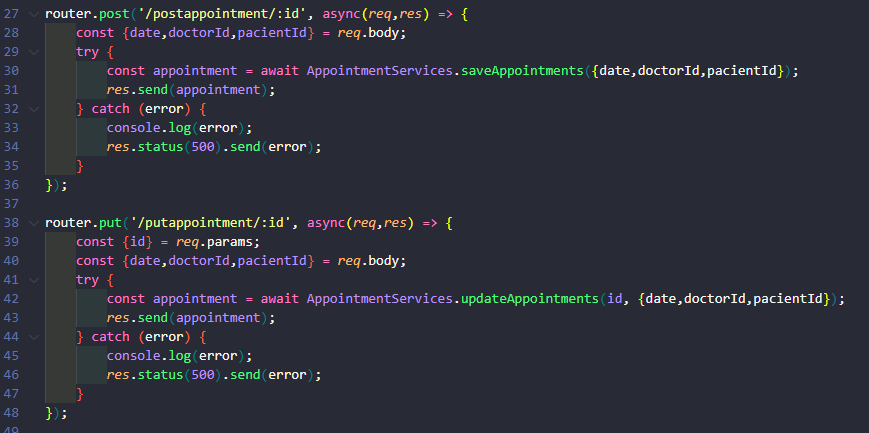 27 router.post('/postappointment/:id', async(req,res) => {
28     const {date,doctorId,pacientId} = req.body;
29     try {
30         const appointment = await AppointmentServices.saveAppointments({date,doctorId,pacientId});
31         res.send(appointment);
32     } catch (error) {
33         console.log(error);
34         res.status(500).send(error);
35     }
36 });
37
38 router.put('/putappointment/:id', async(req,res) => {
39     const {id} = req.params;
40     const {date,doctorId,pacientId} = req.body;
41     try {
42         const appointment = await AppointmentServices.updateAppointments(id, {date,doctorId,pacientId});
43         res.send(appointment);
44     } catch (error) {
45         console.log(error);
46         res.status(500).send(error);
47     }
48 });
49